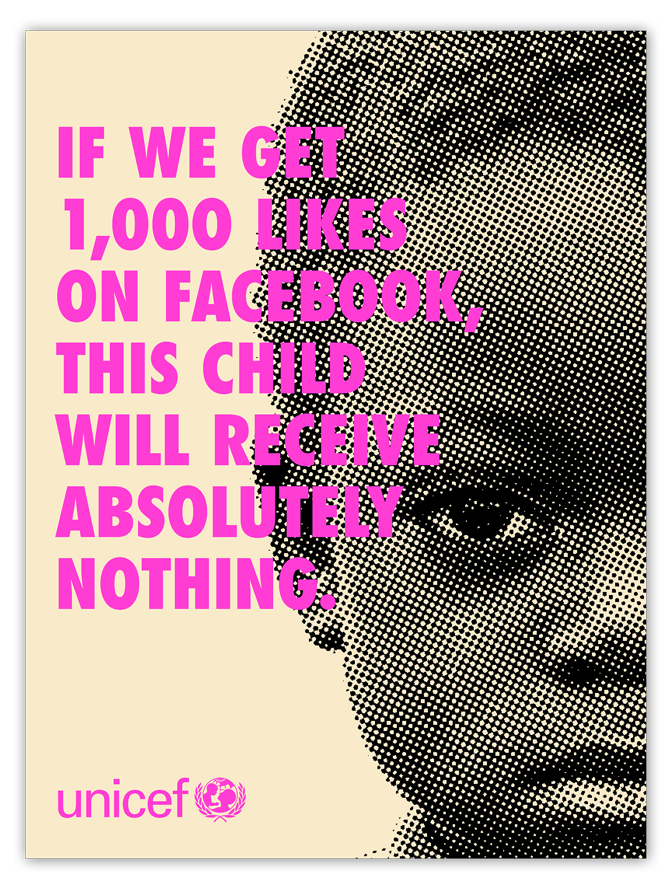 IF WE GET
1,000 LIKES
ON FACEBOOK,
THIS CHILD
WILL RECEIVE
ABSOLUTELY
NOTHING.
unicef